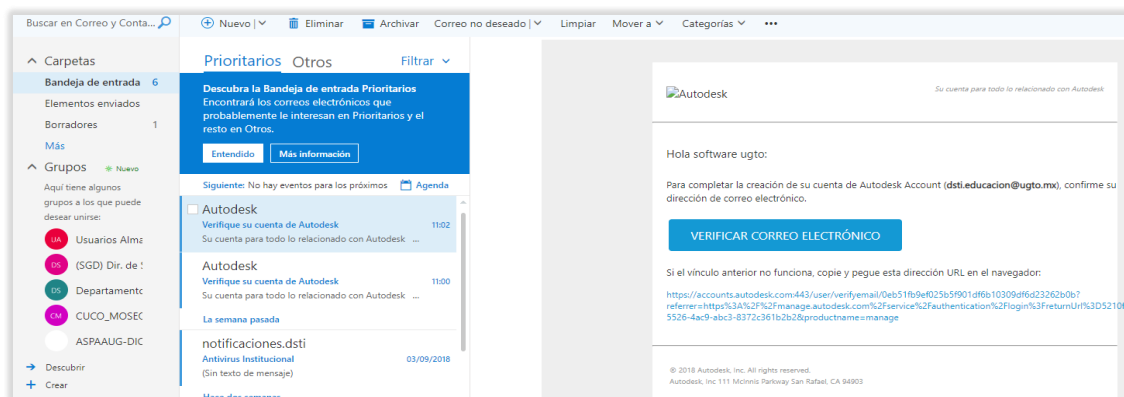 Buscar en Correo y Conta...
Nuevo |
Eliminar
Archivar
Correo no deseado |
Limpiar
Mover a
Categorías
Carpetas
Bandeja de entrada 6
Elementos enviados
Borradores 1
Más
Grupos
Nuevo
Aquí tiene algunos
grupos a los que puede
desear unirse:
UA Usuarios Alma
DS (SGD) Dir. de
DS Departamento
CM CUCO_MOSEC
ASPAAUG-DIC
Descubrir
Crear
Prioritarios Otros Filtrar
Descubra la Bandeja de entrada Prioritarios
Encontrará los correos electrónicos que
probablemente le interesan en Prioritarios y el
resto en Otros.
Entendido Más información
Siguiente: No hay eventos para los próximos Agenda
Autodesk
Verifique su cuenta de Autodesk 11:02
Su cuenta para todo lo relacionado con Autodesk ...
Autodesk
Verifique su cuenta de Autodesk 11:00
Su cuenta para todo lo relacionado con Autodesk ...
La semana pasada
notificaciones.dsti
Antivirus Institucional 03/09/2018
(Sin texto de mensaje)
Hace dos semanas
Autodesk
Su cuenta para todo lo relacionado con Autodesk
Hola software ugto:
Para completar la creación de su cuenta de Autodesk Account (dsti.educacion@ugto.mx), confirme su
dirección de correo electrónico.
VERIFICAR CORREO ELECTRÓNICO
Si el vínculo anterior no funciona, copie y pegue esta dirección URL en el navegador:
https://accounts.autodesk.com:443/user/verifyemail/0eb51fb9ef025b5f901df6b10309df6d23262b0b?
referrer=https%3A%2F%2Fmanage.autodesk.com%2Fservice%2Fauthentication%2Flogin%3FreturnUrl%3D5210f
5526-4ac9-abc3-8372c361b2b2&productname=manage
© 2018 Autodesk, Inc. All rights reserved.
Autodesk, Inc 111 McInnis Parkway San Rafael, CA 94903